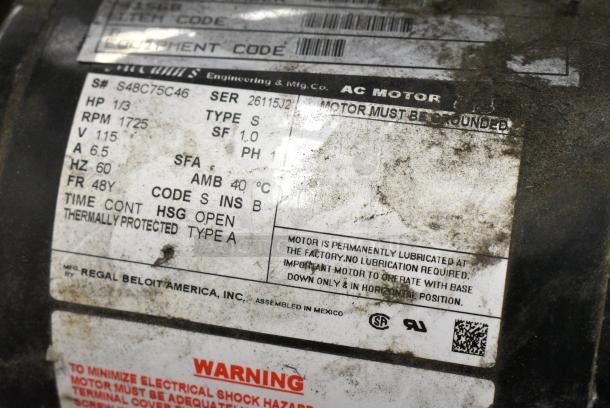 ITEM CODE
EQUIPMENT CODE
Engineering & Mfg. Co. AC MOTOR
S# S48C75C46 SER 26115J2 MOTOR MUST BE GROUNDED
HP 1/3 TYPE S
RPM 1725 SF 1.0
V 115 PH 1
A 6.5 SFA
HZ 60 AMB 40 °C
FR 48Y CODE S INS B
TIME CONT HSG OPEN
THERMALLY PROTECTED TYPE A
MOTOR IS PERMANENTLY LUBRICATED AT
THE FACTORY.NO LUBRICATION REQUIRED.
IMPORTANT MOTOR TO OPERATE WITH BASE
DOWN ONLY & IN HORIZONTAL POSITION.
MFG. BY REGAL BELOIT AMERICA, INC. ASSEMBLED IN MEXICO
WARNING
TO MINIMIZE ELECTRICAL SHOCK HAZARD
MOTOR MUST BE ADEQUATELY
TERMINAL COVER